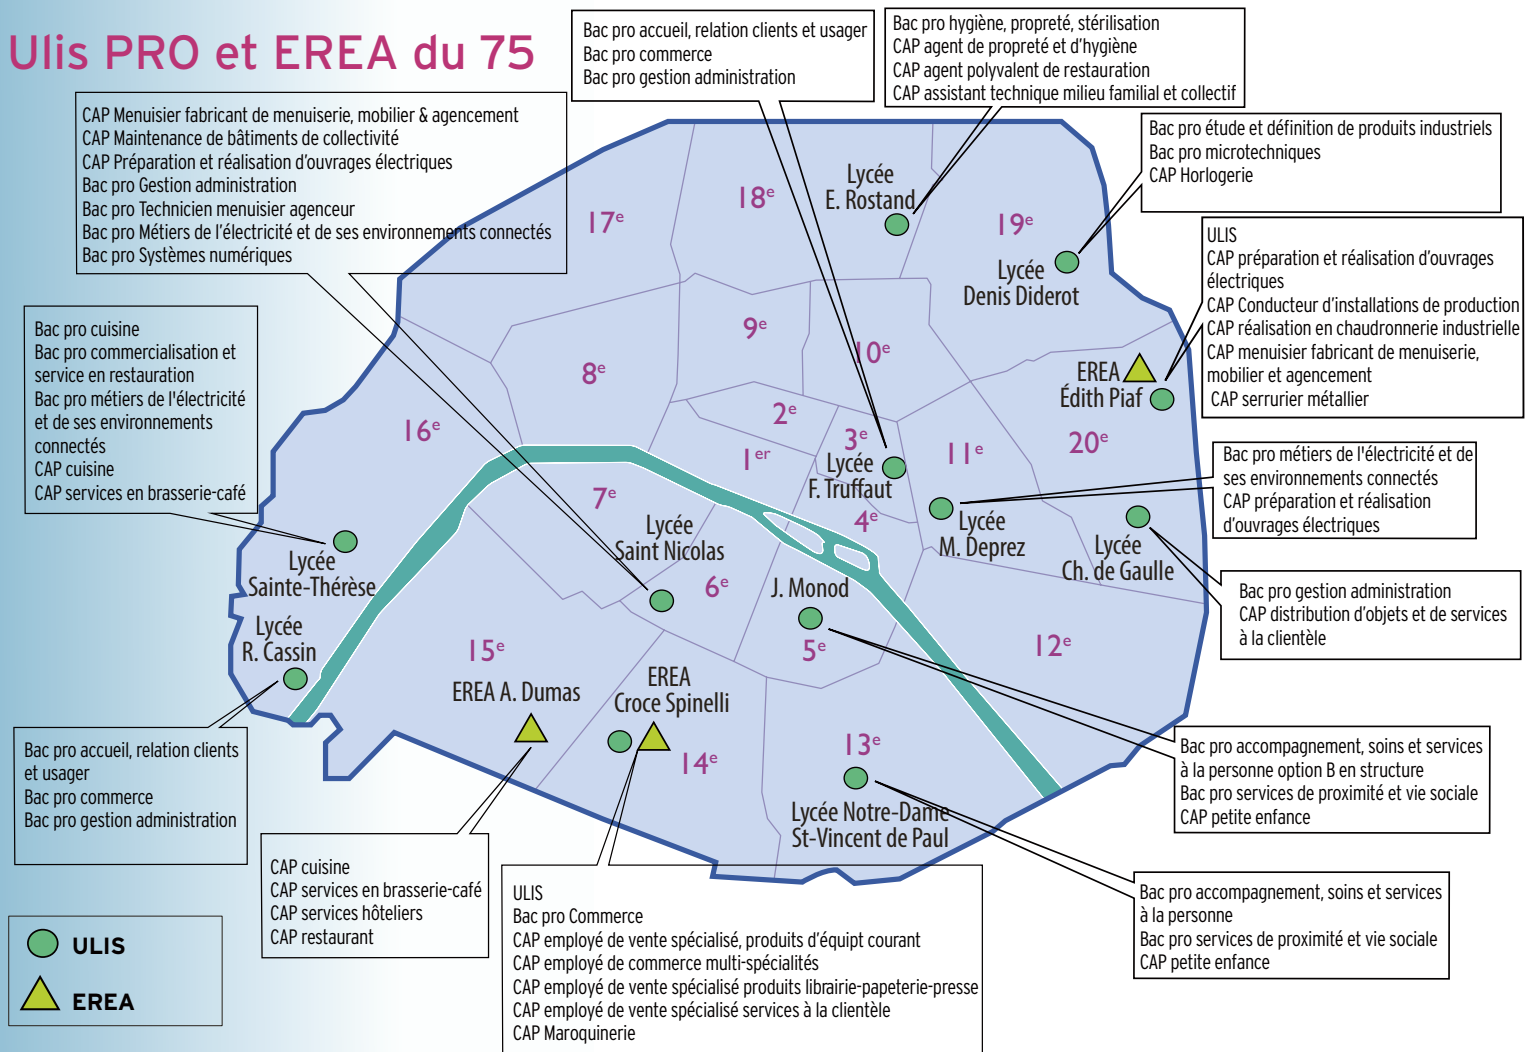 Ulis PRO et EREA du 75
Bac pro accueil, relation clients et usager
Bac pro commerce
Bac pro gestion administration
Bac pro hygiène, propreté, stérilisation
CAP agent de propreté et d'hygiène
CAP agent polyvalent de restauration
CAP assistant technique milieu familial et collectif
CAP Menuisier fabricant de menuiserie, mobilier & agencement
CAP Maintenance de bâtiments de collectivité
CAP Préparation et réalisation d'ouvrages électriques
Bac pro Gestion administration
Bac pro Technicien menuisier agenceur
Bac pro Métiers de l'électricité et de ses environnements connectés
Bac pro Systèmes numériques
Bac pro étude et définition de produits industriels
Bac pro microtechniques
CAP Horlogerie
ULIS
CAP préparation et réalisation d'ouvrages
électriques
CAP Conducteur d'installations de production
CAP réalisation en chaudronnerie industrielle
CAP menuisier fabricant de menuiserie,
mobilier et agencement
CAP serrurier métallier
Bac pro cuisine
Bac pro commercialisation et
service en restauration
Bac pro métiers de l'électricité
et de ses environnements
connectés
CAP cuisine
CAP services en brasserie-café
17e
18e
Lycée
E. Rostand
19e
Lycée
Denis Diderot
9e
10e
8e
EREA
Édith Piaf
16e
2e
3e
11e
20e
1er
Lycée
F. Truffaut
7e
4e
Lycée
Saint Nicolas
Lycée
M. Deprez
Lycée
Ch. de Gaulle
Lycée
Sainte-Thérèse
6e
J. Monod
Lycée
R. Cassin
15e
5e
12e
EREA A. Dumas
EREA
Croce Spinelli
14e
13e
Lycée Notre-Dame
St-Vincent de Paul
Bac pro métiers de l'électricité et de
ses environnements connectés
CAP préparation et réalisation
d'ouvrages électriques
Bac pro gestion administration
CAP distribution d'objets et de services
à la clientèle
Bac pro accompagnement, soins et services
à la personne option B en structure
Bac pro services de proximité et vie sociale
CAP petite enfance
Bac pro accompagnement, soins et services
à la personne
Bac pro services de proximité et vie sociale
CAP petite enfance
Bac pro accueil, relation clients
et usager
Bac pro commerce
Bac pro gestion administration
CAP cuisine
CAP services en brasserie-café
CAP services hôteliers
CAP restaurant
ULIS
Bac pro Commerce
CAP employé de vente spécialisé, produits d'équipt courant
CAP employé de commerce multi-spécialités
CAP employé de vente spécialisé produits librairie-papeterie-presse
CAP employé de vente spécialisé services à la clientèle
CAP Maroquinerie
ULIS
EREA